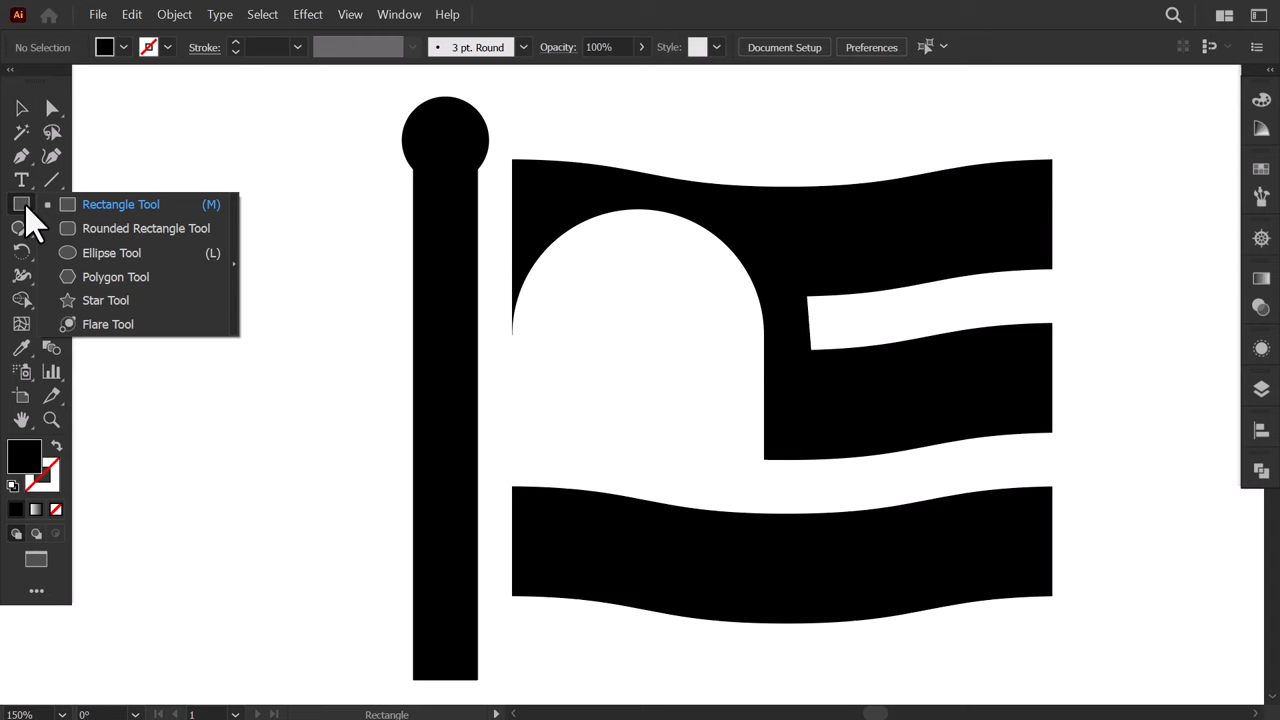 Ai File Edit Object Type Select Effect View Window Help
No Selection Stroke: 3 pt. Round Opacity: 100% Style: Document Setup Preferences
Rectangle Tool (M)
Rounded Rectangle Tool
Ellipse Tool (L)
Polygon Tool
Star Tool
Flare Tool
150% 0° 1 Rectangle